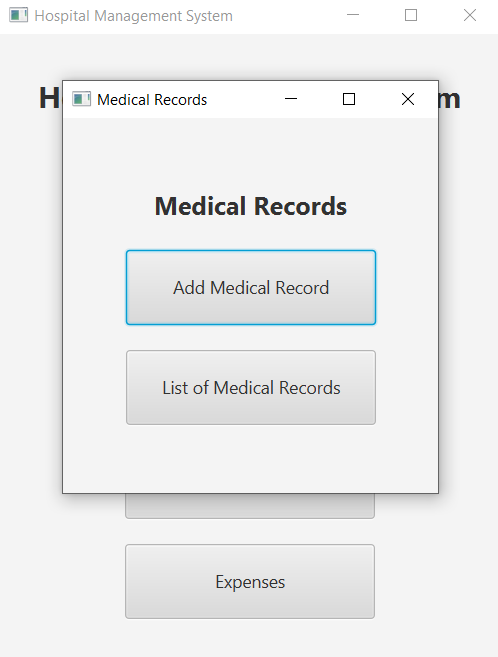 Hospital Management System
Medical Records
Medical Records
Add Medical Record
List of Medical Records
Expenses